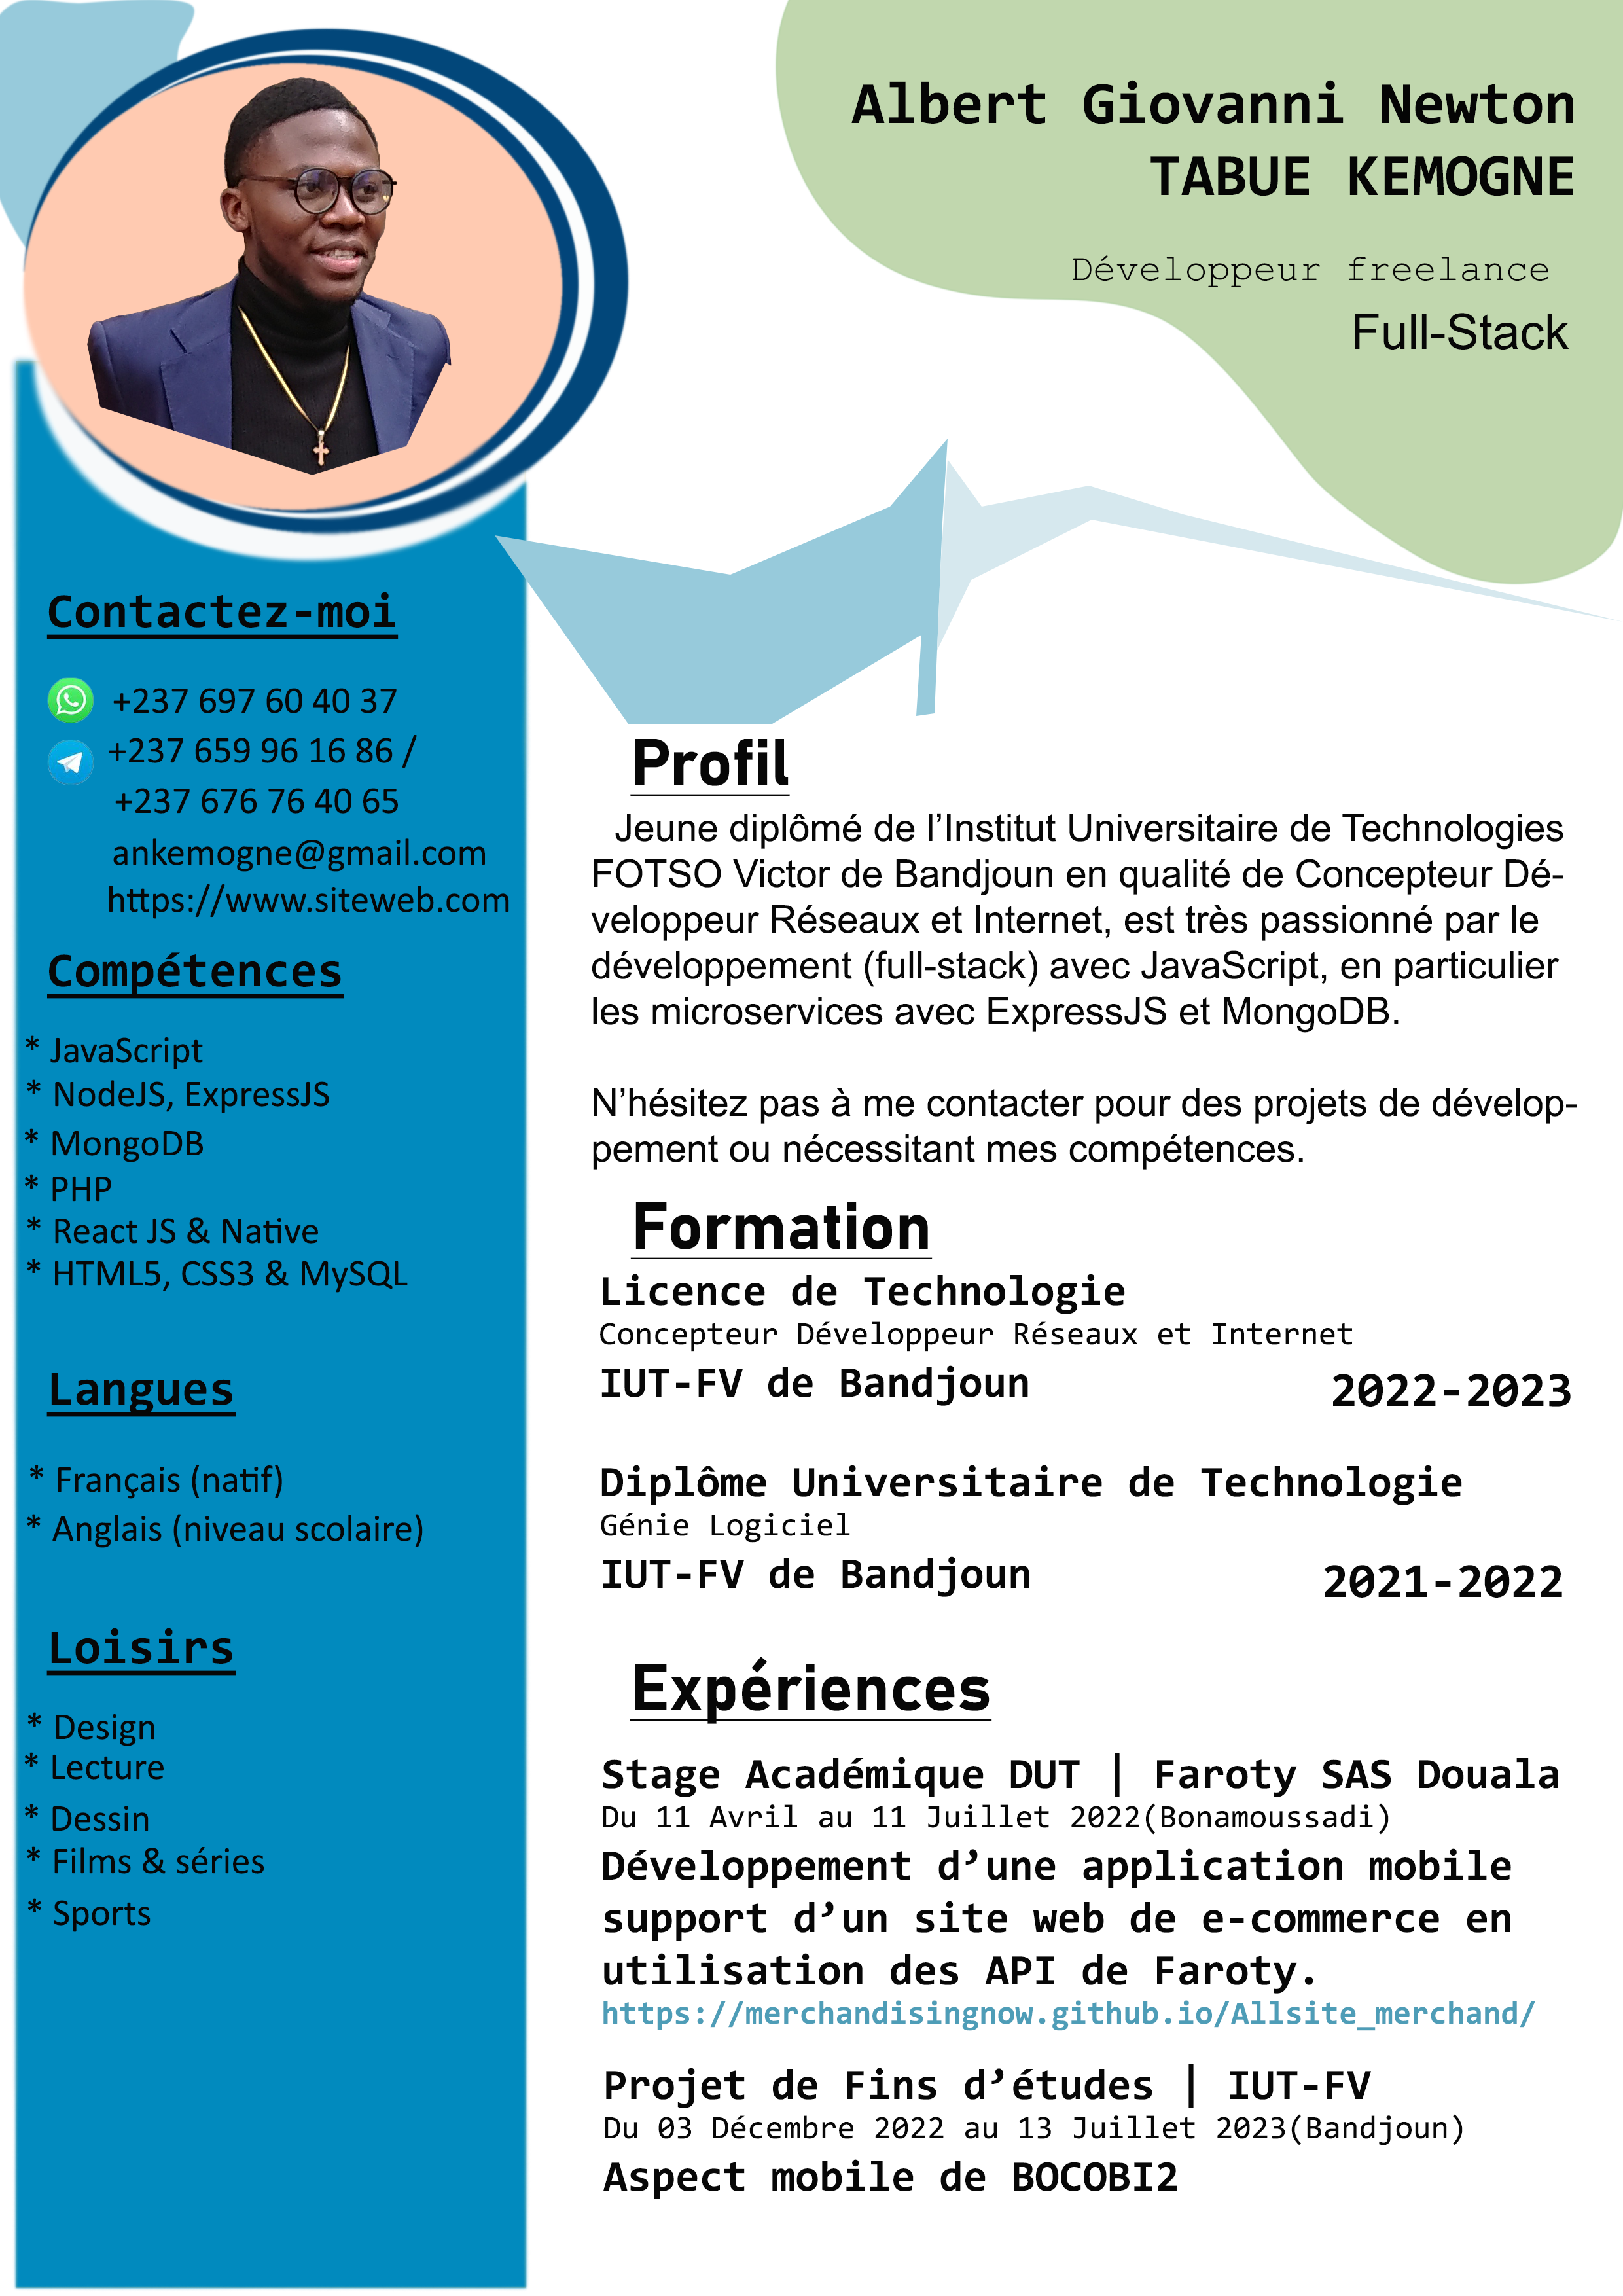 Albert Giovanni Newton
TABUE KEMOGNE
Développeur freelance
Full-Stack
Contactez-moi
+237 697 60 40 37
+237 659 96 16 86 /
+237 676 76 40 65
ankemogne@gmail.com
https://www.siteweb.com
Compétences
* JavaScript
* NodeJS, ExpressJS
* MongoDB
* PHP
* React JS & Native
* HTML5, CSS3 & MySQL
Langues
* Français (natif)
* Anglais (niveau scolaire)
Loisirs
* Design
* Lecture
* Dessin
* Films & séries
* Sports
Profil
Jeune diplômé de l’Institut Universitaire de Technologies
FOTSO Victor de Bandjoun en qualité de Concepteur Dé-
veloppeur Réseaux et Internet, est très passionné par le
développement (full-stack) avec JavaScript, en particulier
les microservices avec ExpressJS et MongoDB.
N’hésitez pas à me contacter pour des projets de dévelop-
pement ou nécessitant mes compétences.
Formation
Licence de Technologie
Concepteur Développeur Réseaux et Internet
IUT-FV de Bandjoun 2022-2023
Diplôme Universitaire de Technologie
Génie Logiciel
IUT-FV de Bandjoun 2021-2022
Expériences
Stage Académique DUT | Faroty SAS Douala
Du 11 Avril au 11 Juillet 2022(Bonamoussadi)
Développement d’une application mobile
support d’un site web de e-commerce en
utilisation des API de Faroty.
https://merchandisingnow.github.io/Allsite_merchand/
Projet de Fins d’études | IUT-FV
Du 03 Décembre 2022 au 13 Juillet 2023(Bandjoun)
Aspect mobile de BOCOBI2